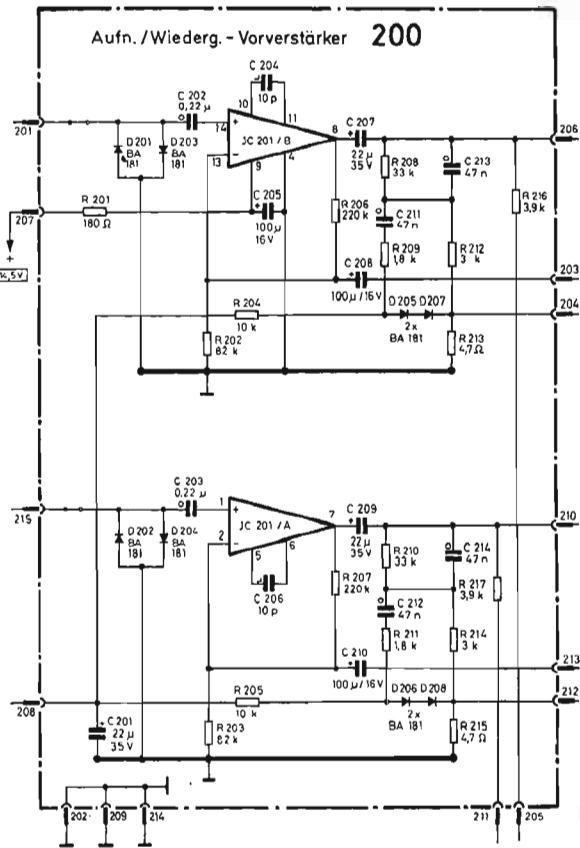 Aufn./Wiederg.-Vorverstärker 200
C 204
10 p
C 202
0,22 µ
10
11
201
14
+
8
C 207
206
D201
BA
181
D203
BA
181
JC 201 / B
13
−
9
4
22 µ
35 V
R 208
33 k
C 213
47 n
R 216
3,9 k
R 201
180 Ω
207
C 205
100 µ
16 V
R 206
220 k
C 211
47 n
R 209
1,8 k
R 212
3 k
+
C 208
100 µ / 16 V
203
R 204
10 k
D205 D207
2 x
BA 181
204
R 202
82 k
R 213
4,7 Ω
C 203
0,22 µ
215
1
+
7
C 209
210
D 202
BA
181
D 204
BA
181
JC 201 / A
2
−
5
6
22 µ
35 V
R 210
33 k
C 214
47 n
C 206
10 p
R 207
220 k
R 217
3,9 k
C 212
47 n
R 211
1,8 k
R 214
3 k
C 210
100 µ / 16 V
213
R 205
10 k
D 206 D 208
2 x
BA 181
212
208
C 201
22 µ
35 V
R 203
82 k
R 215
4,7 Ω
202
209
214
211
205